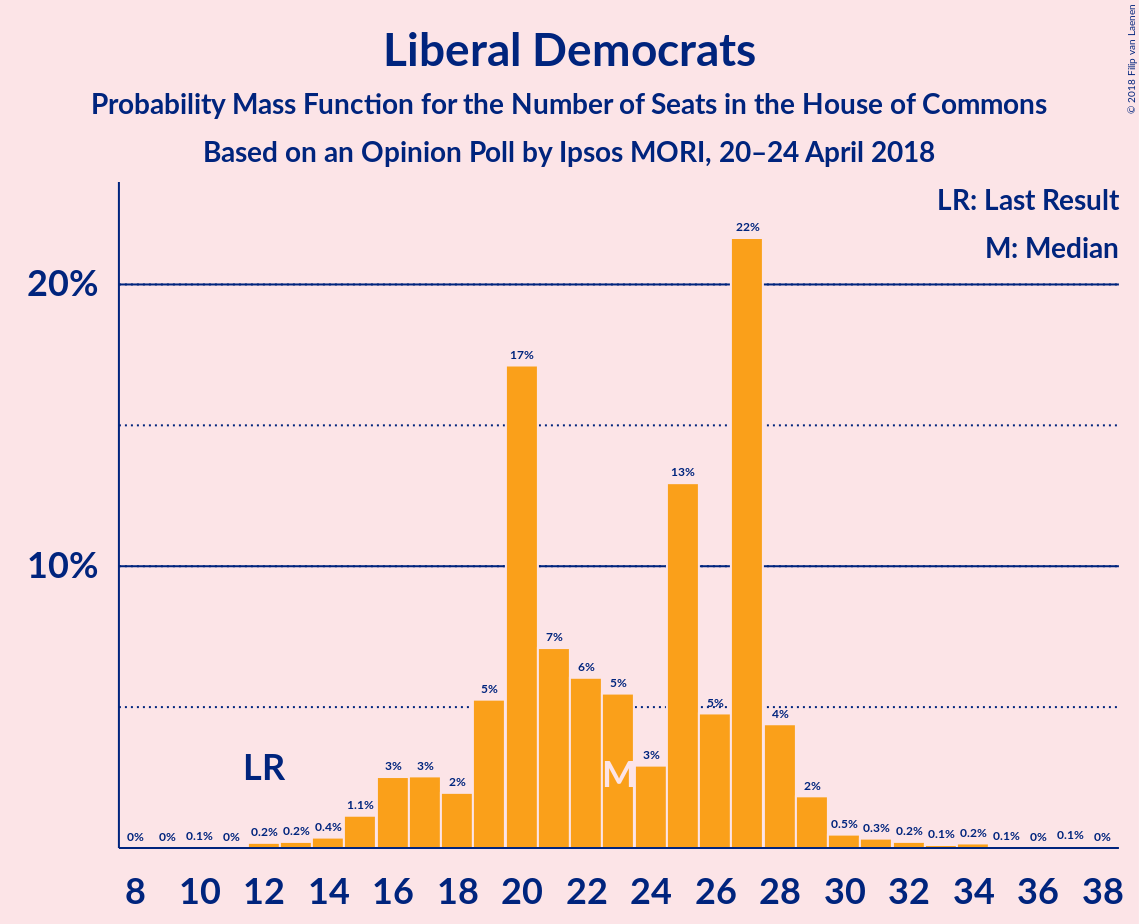 © 2018 Filip van Laenen
Liberal Democrats
Probability Mass Function for the Number of Seats in the House of Commons
Based on an Opinion Poll by Ipsos MORI, 20–24 April 2018
LR: Last Result
M: Median
20%
10%
0% 0% 0.1% 0% 0.2% 0.2% 0.4% 1.1% 3% 3% 2% 5% 17% 7% 6% 5% 3% 13% 5% 22% 4% 2% 0.5% 0.3% 0.2% 0.1% 0.2% 0.1% 0% 0.1% 0%
LR
M
8 10 12 14 16 18 20 22 24 26 28 30 32 34 36 38